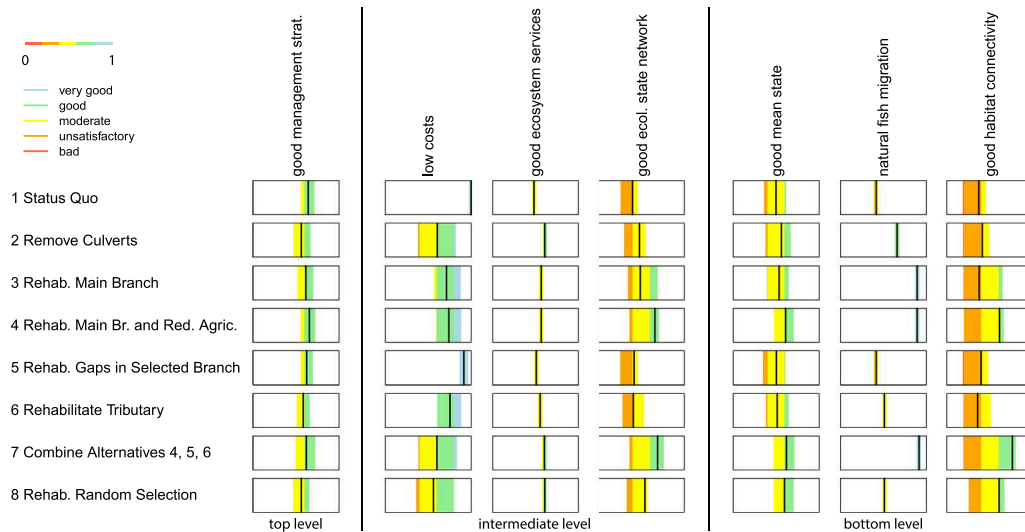 good management strat.
low costs
good ecosystem services
good ecol. state network
good mean state
natural fish migration
good habitat connectivity
0 1
very good
good
moderate
unsatisfactory
bad
1 Status Quo
2 Remove Culverts
3 Rehab. Main Branch
4 Rehab. Main Br. and Red. Agric.
5 Rehab. Gaps in Selected Branch
6 Rehabilitate Tributary
7 Combine Alternatives 4, 5, 6
8 Rehab. Random Selection
top level
intermediate level
bottom level